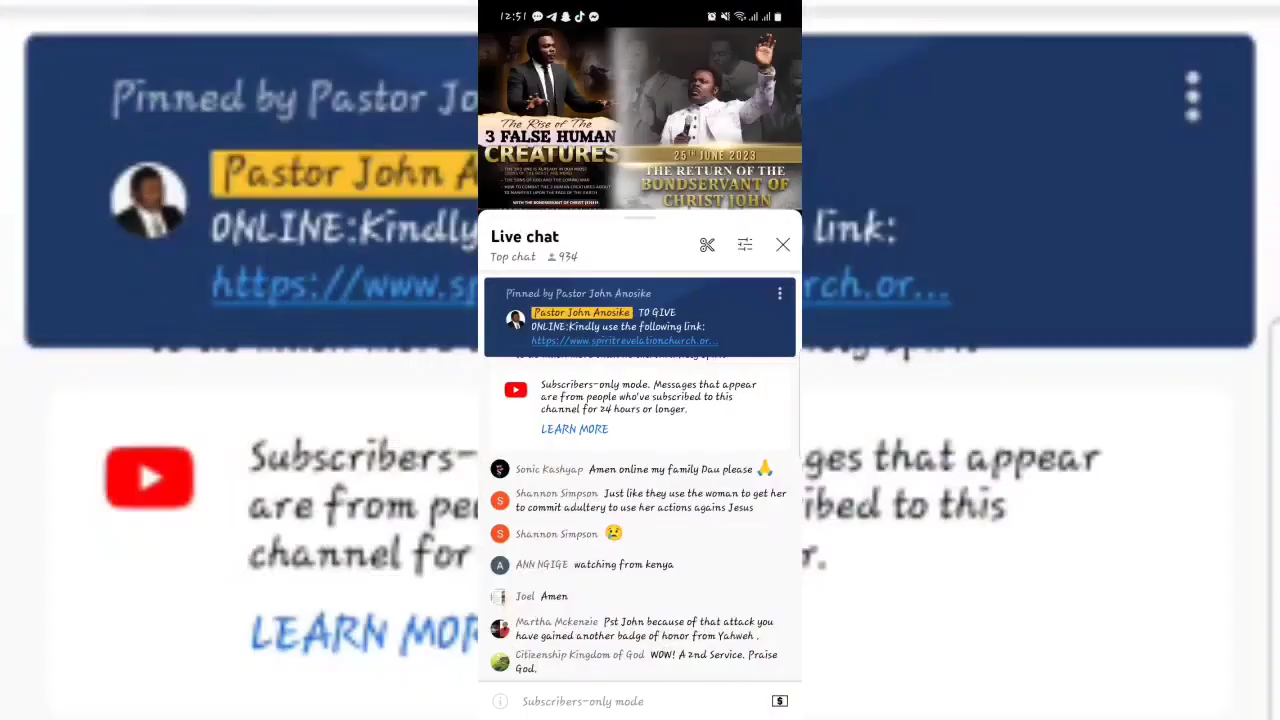 12:51
The Rise of The
3 FALSE HUMAN
CREATURES
WITH THE BONDSERVANT OF CHRIST
25TH JUNE 2023
THE RETURN OF THE
BONDSERVANT OF
CHRIST JOHN
Live chat
Top chat 934
Pinned by Pastor John Anosike
Pastor John Anosike TO GIVE
ONLINE:Kindly use the following link:
https://www.spiritrevelationchurch.or...
Subscribers-only mode. Messages that appear
are from people who've subscribed to this
channel for 24 hours or longer.
LEARN MORE
Sonic Kashyap Amen online my family Dau please 🙏
Shannon Simpson Just like they use the woman to get her
to commit adultery to use her actions agains Jesus
Shannon Simpson 😢
ANN NGIGE watching from kenya
Joel Amen
Martha Mckenzie Pst John because of that attack you
have gained another badge of honor from Yahweh .
Citizenship Kingdom of God WOW! A 2nd Service. Praise
God.
Subscribers-only mode
Pinned by Pastor Jo
Pastor John A
ONLINE:Kindly
link:
https://www.sp
rch.or...
Subscribers-
ges that appear
are from peo
ibed to this
channel for
r.
LEARN MOR